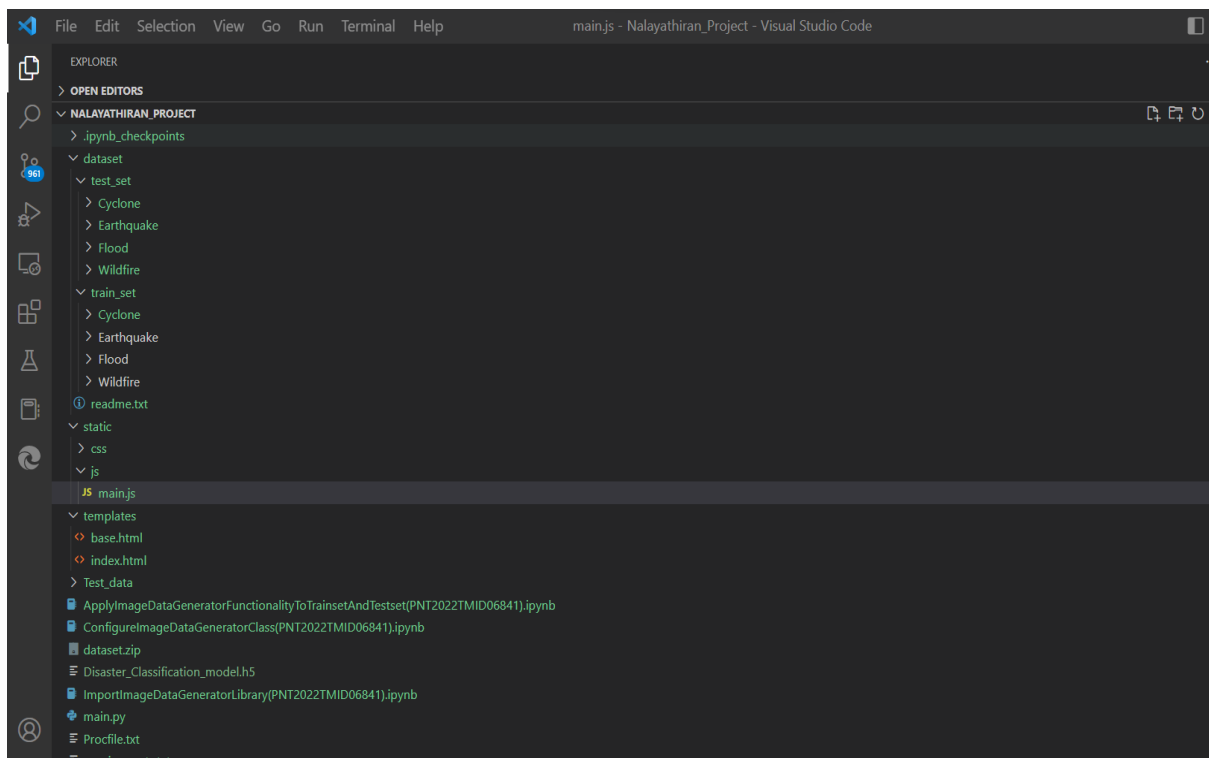 File Edit Selection View Go Run Terminal Help main.js - Nalayathiran_Project - Visual Studio Code
EXPLORER
OPEN EDITORS
NALAYATHIRAN_PROJECT
.ipynb_checkpoints
dataset
961
test_set
Cyclone
Earthquake
Flood
Wildfire
train_set
Cyclone
Earthquake
Flood
Wildfire
readme.txt
static
css
js
JS main.js
templates
base.html
index.html
Test_data
ApplyImageDataGeneratorFunctionalityToTrainsetAndTestset(PNT2022TMID06841).ipynb
ConfigureImageDataGeneratorClass(PNT2022TMID06841).ipynb
dataset.zip
Disaster_Classification_model.h5
ImportImageDataGeneratorLibrary(PNT2022TMID06841).ipynb
main.py
Procfile.txt